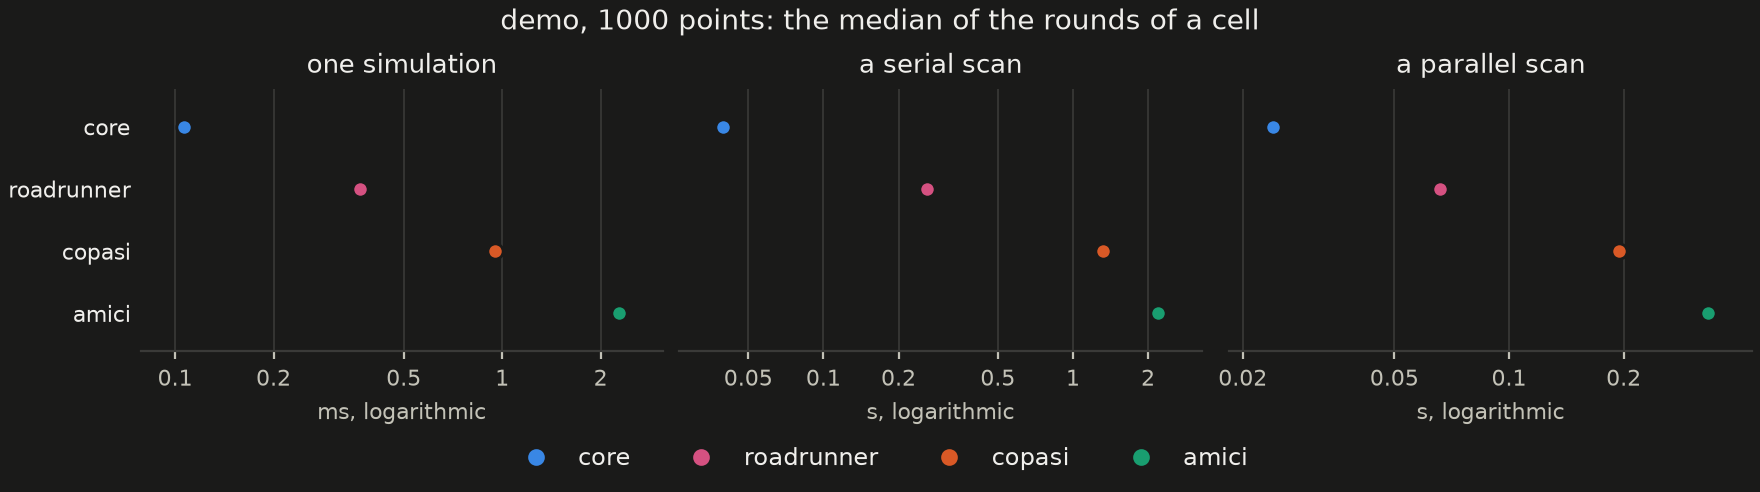 demo, 1000 points: the median of the rounds of a cell
one simulation
a serial scan
a parallel scan
core
roadrunner
copasi
amici
0.1 0.2 0.5 1 2
0.05 0.1 0.2 0.5 1 2
0.02 0.05 0.1 0.2
ms, logarithmic
s, logarithmic
s, logarithmic
core roadrunner copasi amici